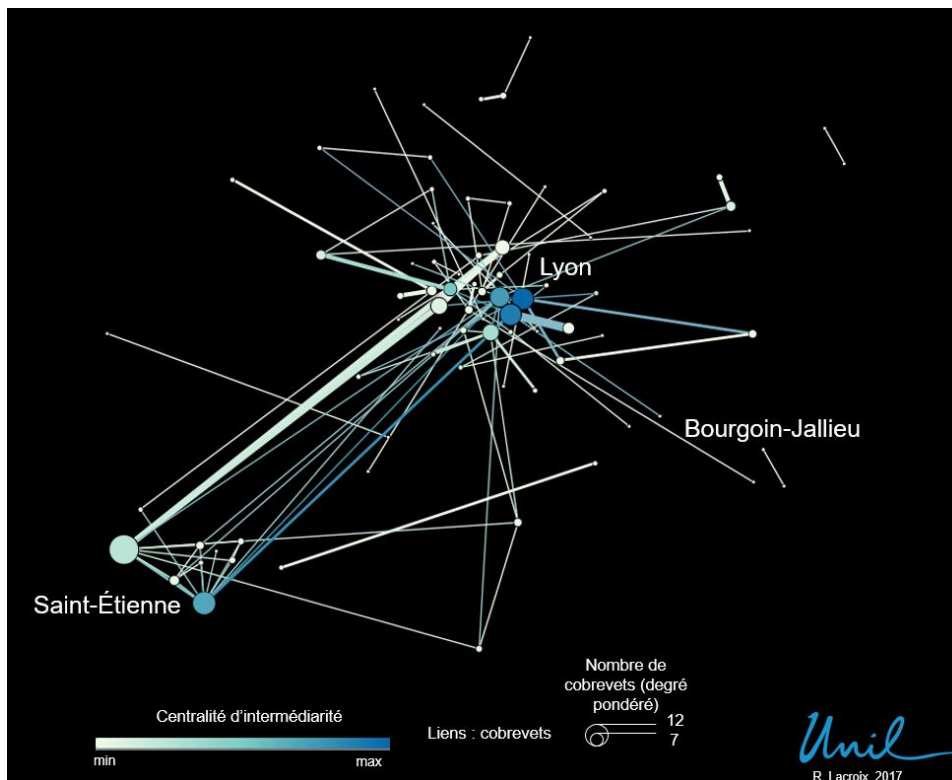 Lyon
Bourgoin-Jallieu
Saint-Étienne
Nombre de
cobrevets (degré
pondéré)
Centralité d'intermédiarité
Liens : cobrevets
12
7
min
max
Unil
R. Lacroix, 2017